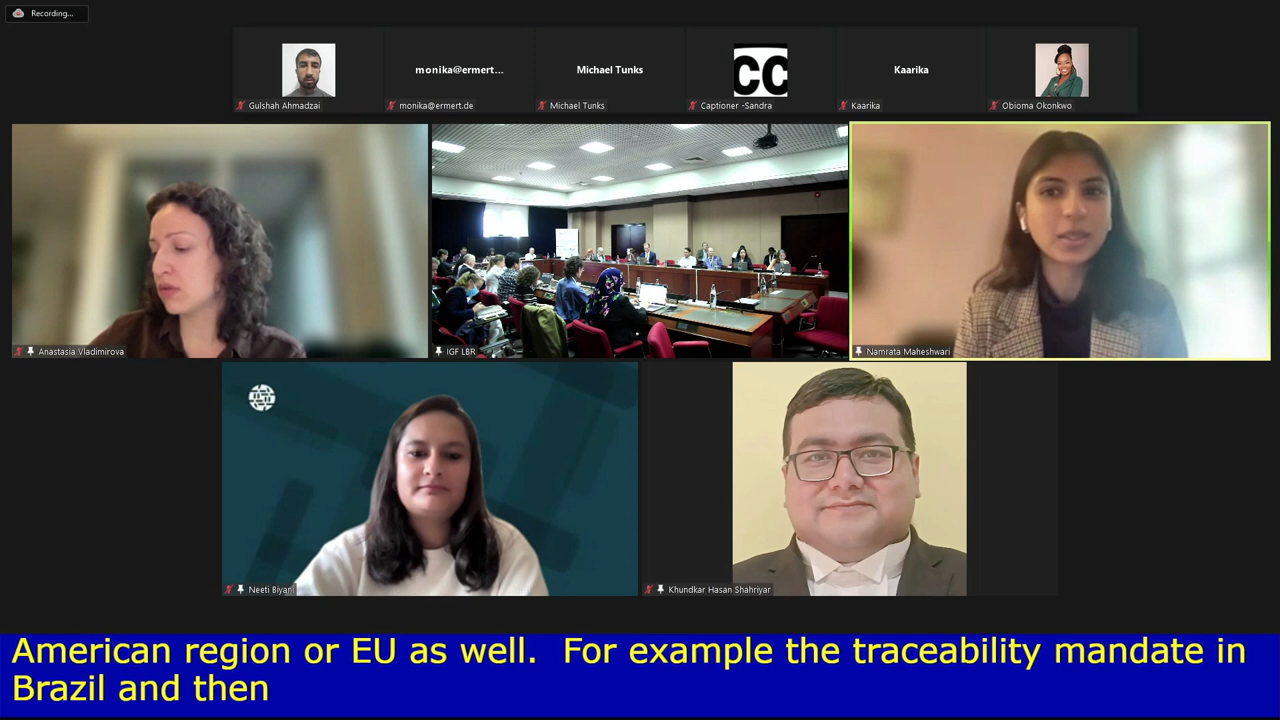 Recording...
monika@ermert...
Michael Tunks
CC
Kaarika
Gulshah Ahmadzai
monika@ermert.de
Michael Tunks
Captioner -Sandra
Kaarika
Obioma Okonkwo
Anastasia Vladimirova
IGF LBR
Namrata Maheshwari
Neeti Biyani
Khundkar Hasan Shahriyar
American region or EU as well.  For example the traceability mandate in
Brazil and then